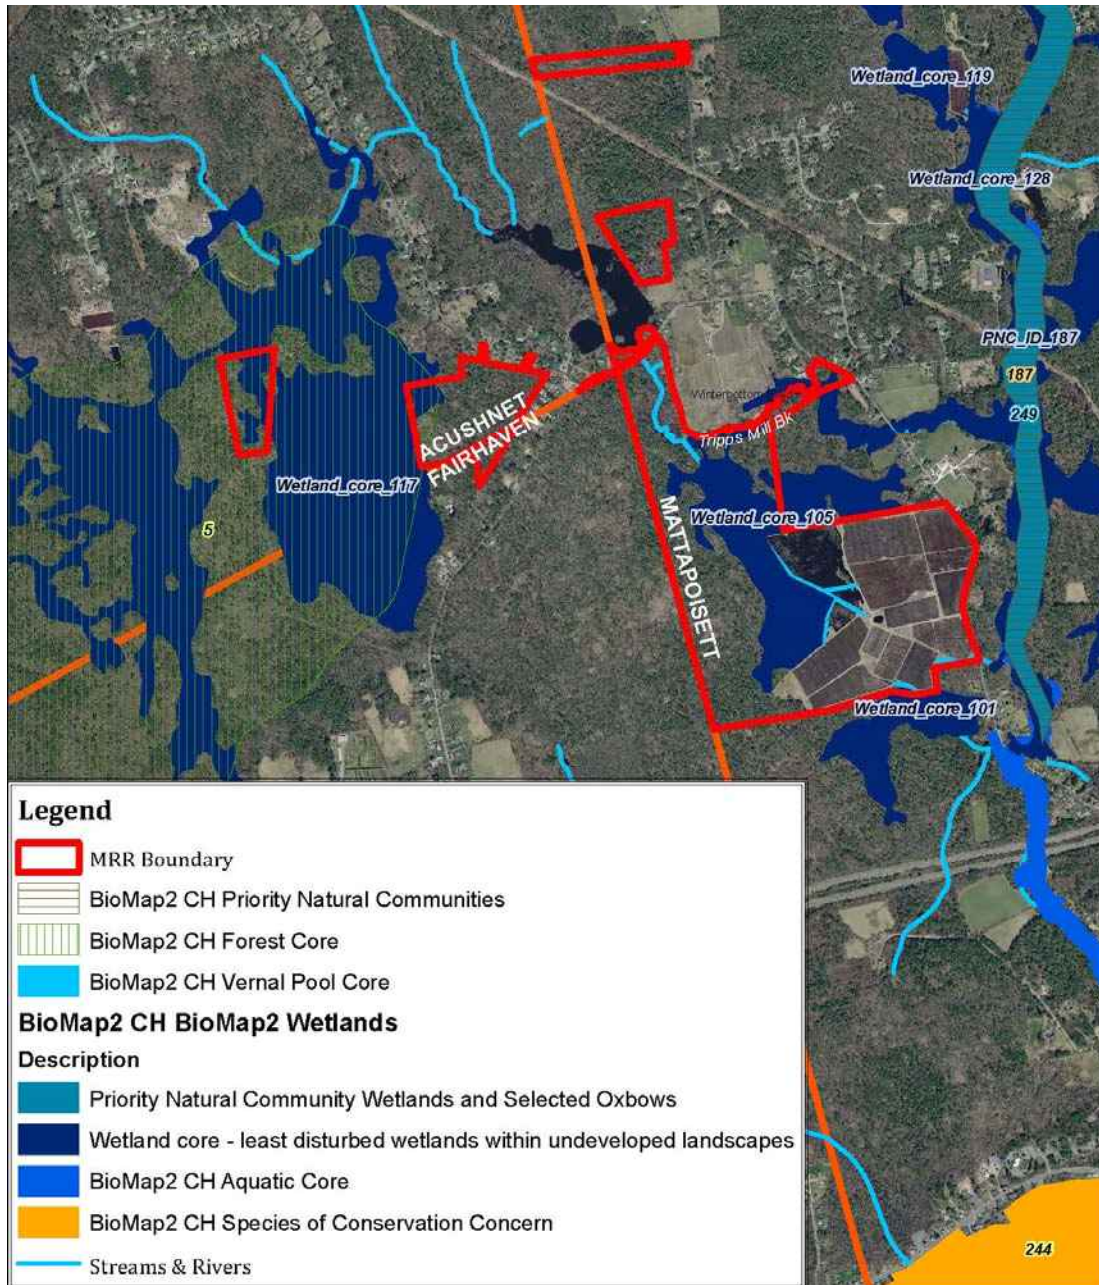 Wetland_core_119
Wetland_core_128
PNC_ID_187
187
249
Winterbottom
Tripps Mill Bk
ACUSHNET
FAIRHAVEN
Wetland_core_117
5
Wetland_core_105
MATTAPOISETT
Wetland_core_101
Legend
MRR Boundary
BioMap2 CH Priority Natural Communities
BioMap2 CH Forest Core
BioMap2 CH Vernal Pool Core
BioMap2 CH BioMap2 Wetlands
Description
Priority Natural Community Wetlands and Selected Oxbows
Wetland core - least disturbed wetlands within undeveloped landscapes
BioMap2 CH Aquatic Core
BioMap2 CH Species of Conservation Concern
Streams & Rivers
244